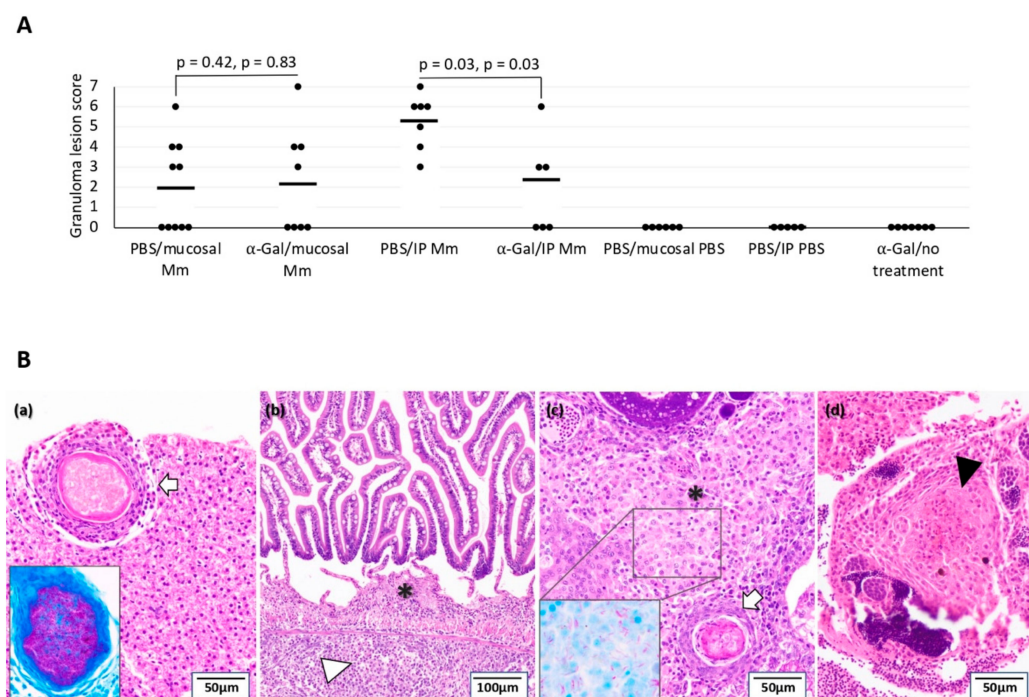 A
p = 0.42, p = 0.83
p = 0.03, p = 0.03
Granuloma lesion score
7
6
5
4
3
2
1
0
PBS/mucosal Mm
α-Gal/mucosal Mm
PBS/IP Mm
α-Gal/IP Mm
PBS/mucosal PBS
PBS/IP PBS
α-Gal/no treatment
B
(a)
(b)
(c)
(d)
*
*
50μm
100μm
50μm
50μm